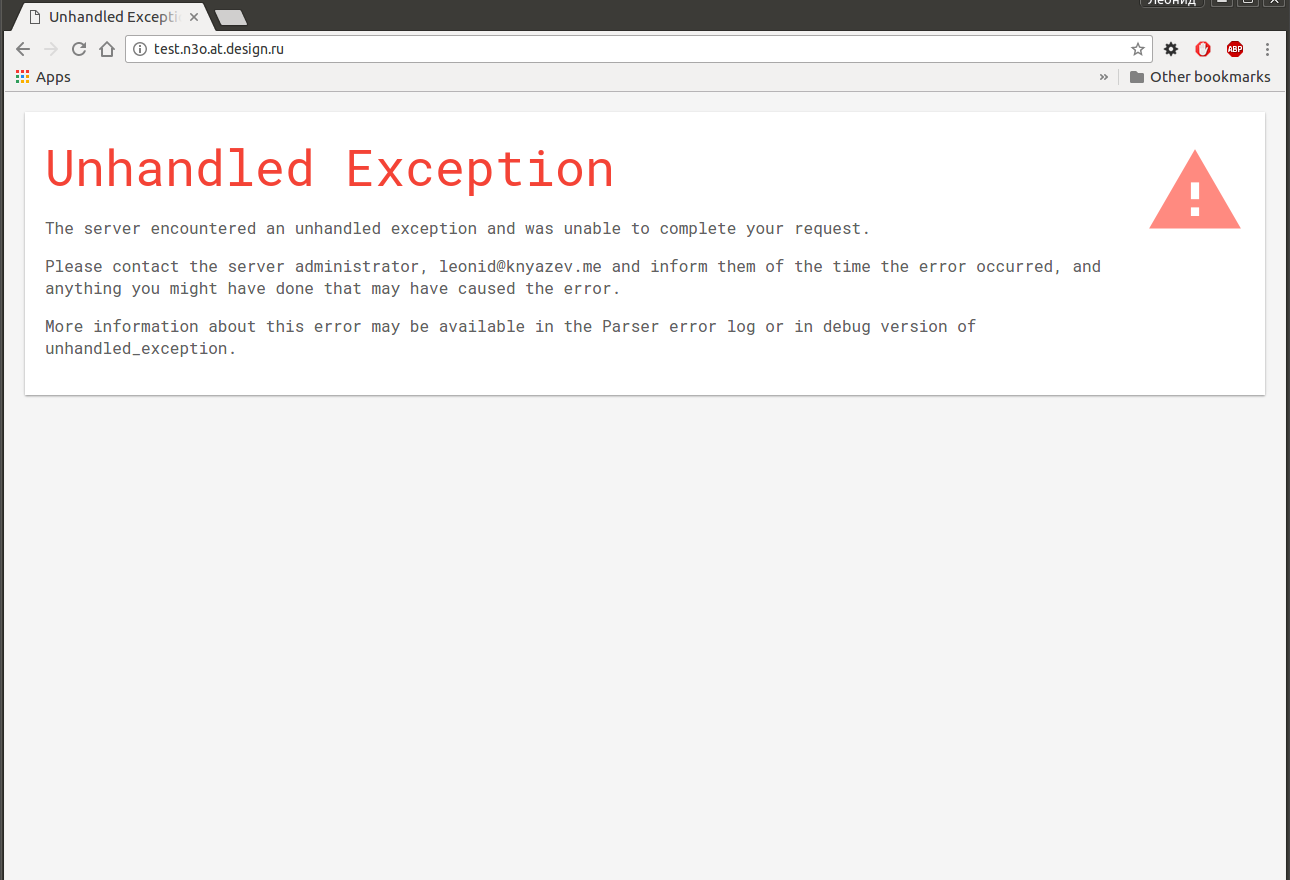 Леонид
Unhandled Excepti
test.n3o.at.design.ru
ABP
Apps
» Other bookmarks
Unhandled Exception
The server encountered an unhandled exception and was unable to complete your request.
Please contact the server administrator, leonid@knyazev.me and inform them of the time the error occurred, and
anything you might have done that may have caused the error.
More information about this error may be available in the Parser error log or in debug version of
unhandled_exception.